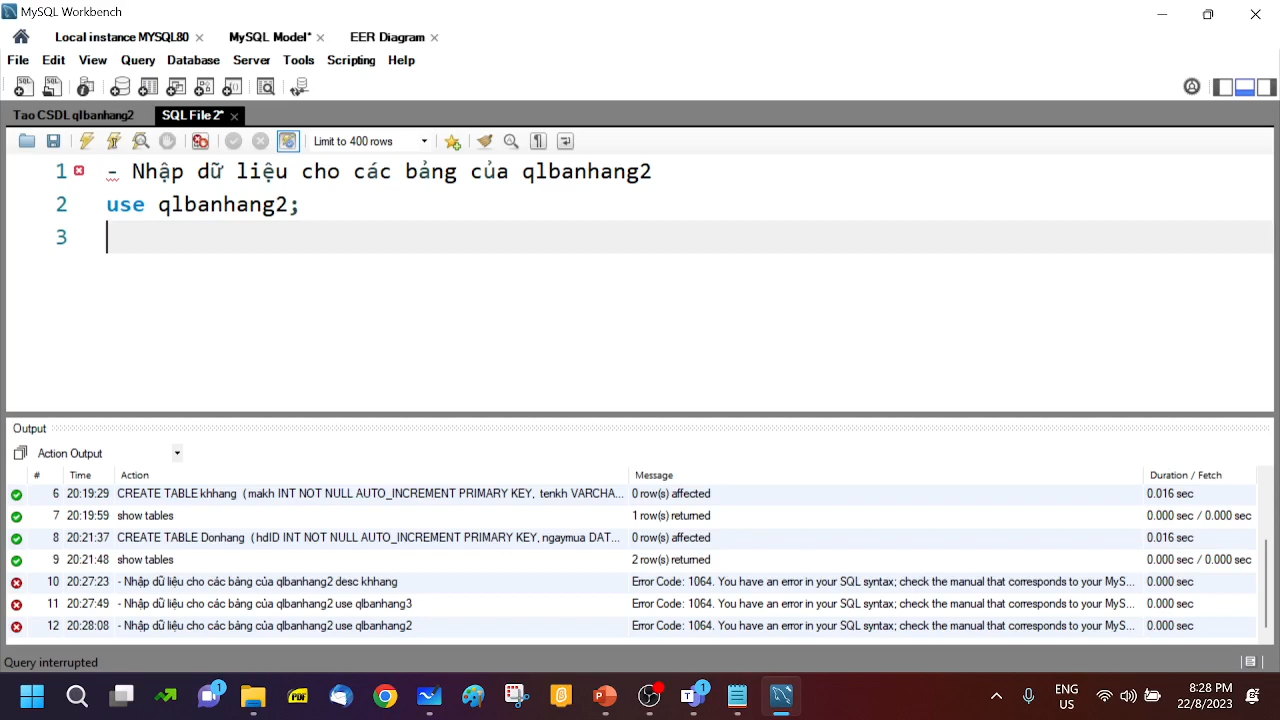 MySQL Workbench
Local instance MYSQL80
MySQL Model*
EER Diagram
File Edit View Query Database Server Tools Scripting Help
Tao CSDL qlbanhang2
SQL File 2*
Limit to 400 rows
1 - Nhập dữ liệu cho các bảng của qlbanhang2
2 use qlbanhang2;
3
Output
Action Output
# Time Action Message Duration / Fetch
6 20:19:29 CREATE TABLE khhang (makh INT NOT NULL AUTO_INCREMENT PRIMARY KEY, tenkh VARCHA... 0 row(s) affected 0.016 sec
7 20:19:59 show tables 1 row(s) returned 0.000 sec / 0.000 sec
8 20:21:37 CREATE TABLE Donhang (hdID INT NOT NULL AUTO_INCREMENT PRIMARY KEY, ngaymua DAT... 0 row(s) affected 0.016 sec
9 20:21:48 show tables 2 row(s) returned 0.000 sec / 0.000 sec
10 20:27:23 - Nhập dữ liệu cho các bảng của qlbanhang2 desc khhang Error Code: 1064. You have an error in your SQL syntax; check the manual that corresponds to your MyS... 0.000 sec
11 20:27:49 - Nhập dữ liệu cho các bảng của qlbanhang2 use qlbanhang3 Error Code: 1064. You have an error in your SQL syntax; check the manual that corresponds to your MyS... 0.000 sec
12 20:28:08 - Nhập dữ liệu cho các bảng của qlbanhang2 use qlbanhang2 Error Code: 1064. You have an error in your SQL syntax; check the manual that corresponds to your MyS... 0.000 sec
Query interrupted
ENG
US
8:28 PM
22/8/2023